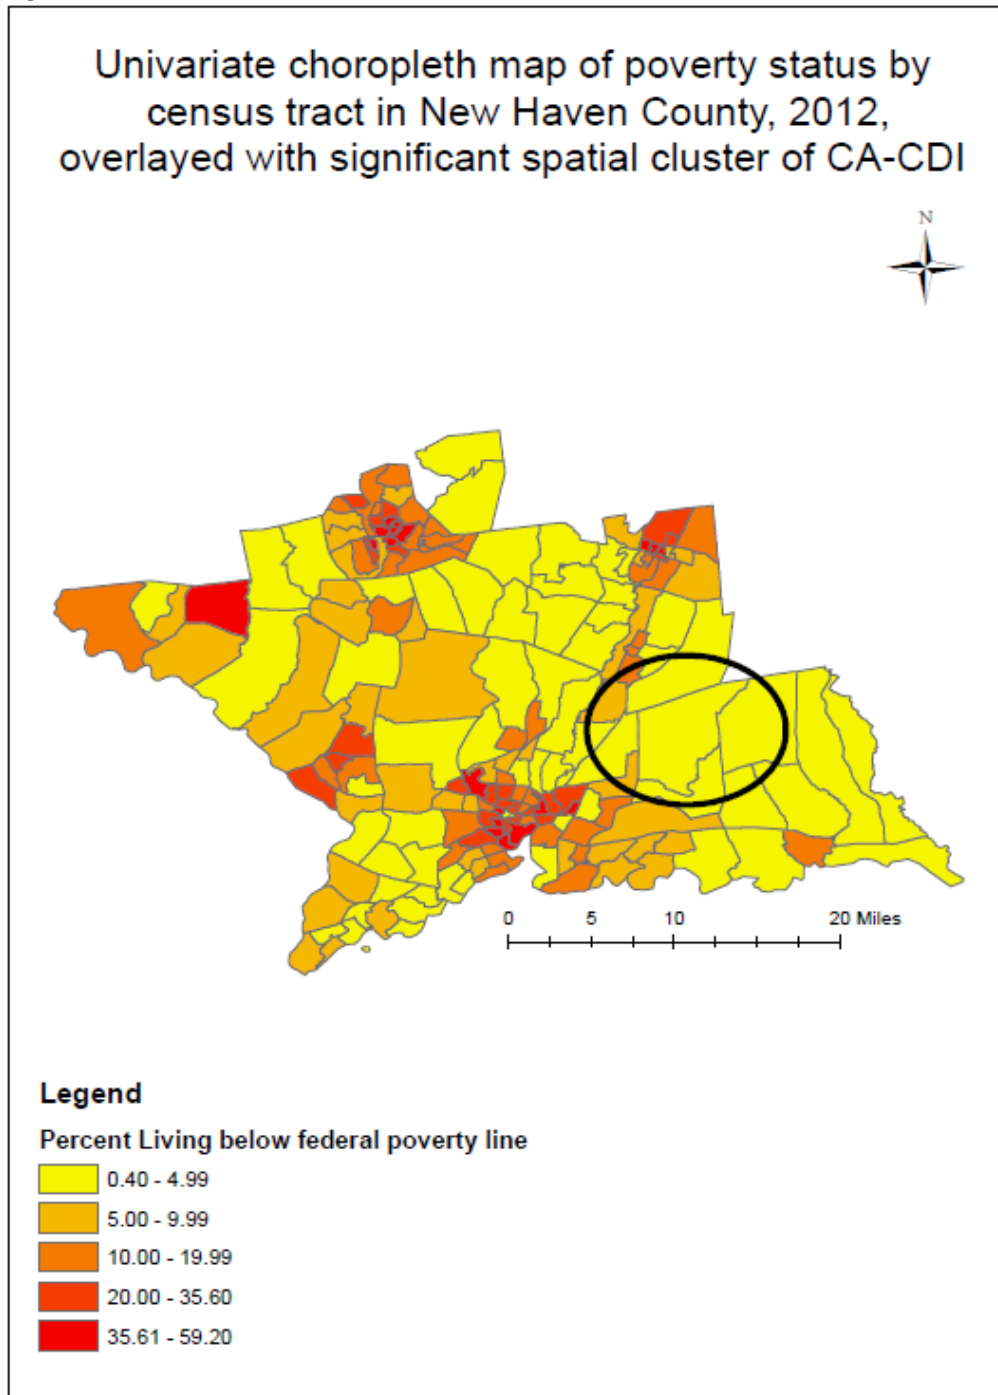 Univariate choropleth map of poverty status by
census tract in New Haven County, 2012,
overlayed with significant spatial cluster of CA-CDI
N
0 5 10 20 Miles
Legend
Percent Living below federal poverty line
0.40 - 4.99
5.00 - 9.99
10.00 - 19.99
20.00 - 35.60
35.61 - 59.20